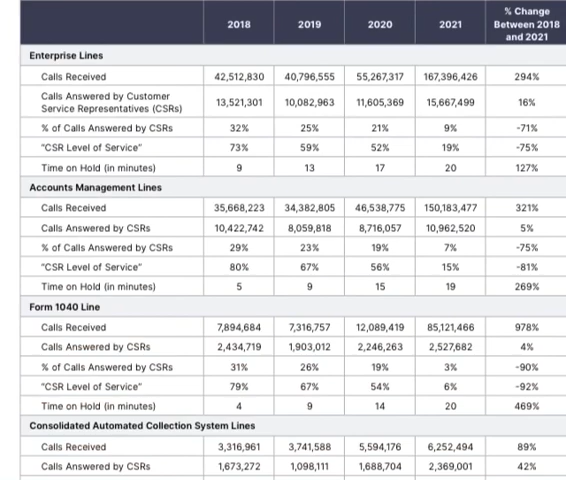 2018 2019 2020 2021 % Change Between 2018 and 2021
Enterprise Lines
Calls Received 42,512,830 40,796,555 55,267,317 167,396,426 294%
Calls Answered by Customer Service Representatives (CSRs) 13,521,301 10,082,963 11,605,369 15,667,499 16%
% of Calls Answered by CSRs 32% 25% 21% 9% -71%
"CSR Level of Service" 73% 59% 52% 19% -75%
Time on Hold (in minutes) 9 13 17 20 127%
Accounts Management Lines
Calls Received 35,668,223 34,382,805 46,538,775 150,183,477 321%
Calls Answered by CSRs 10,422,742 8,059,818 8,716,057 10,962,520 5%
% of Calls Answered by CSRs 29% 23% 19% 7% -75%
"CSR Level of Service" 80% 67% 56% 15% -81%
Time on Hold (in minutes) 5 9 15 19 269%
Form 1040 Line
Calls Received 7,894,684 7,316,757 12,089,419 85,121,466 978%
Calls Answered by CSRs 2,434,719 1,903,012 2,246,263 2,527,682 4%
% of Calls Answered by CSRs 31% 26% 19% 3% -90%
"CSR Level of Service" 79% 67% 54% 6% -92%
Time on Hold (in minutes) 4 9 14 20 469%
Consolidated Automated Collection System Lines
Calls Received 3,316,961 3,741,588 5,594,176 6,252,494 89%
Calls Answered by CSRs 1,673,272 1,098,111 1,688,704 2,369,001 42%